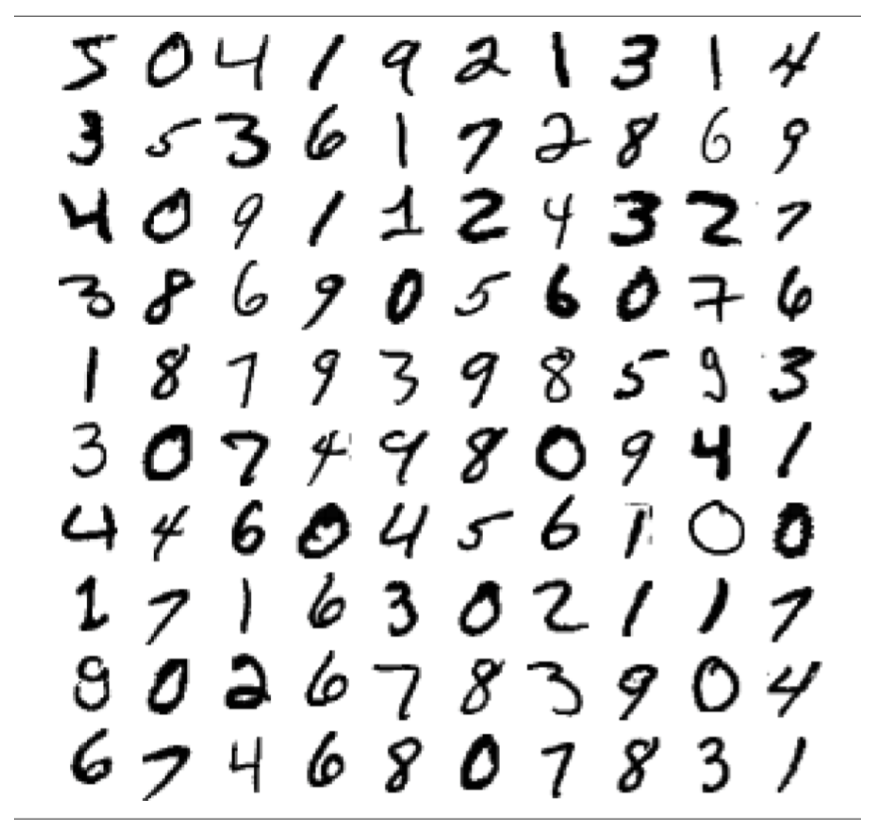 5 0 4 1 9 2 1 3 1 4
3 5 3 6 1 7 2 8 6 9
4 0 9 1 1 2 4 3 2 7
3 8 6 9 0 5 6 0 7 6
1 8 7 9 3 9 8 5 9 3
3 0 7 4 9 8 0 9 4 1
4 4 6 0 4 5 6 1 0 0
1 7 1 6 3 0 2 1 1 7
9 0 2 6 7 8 3 9 0 4
6 7 4 6 8 0 7 8 3 1